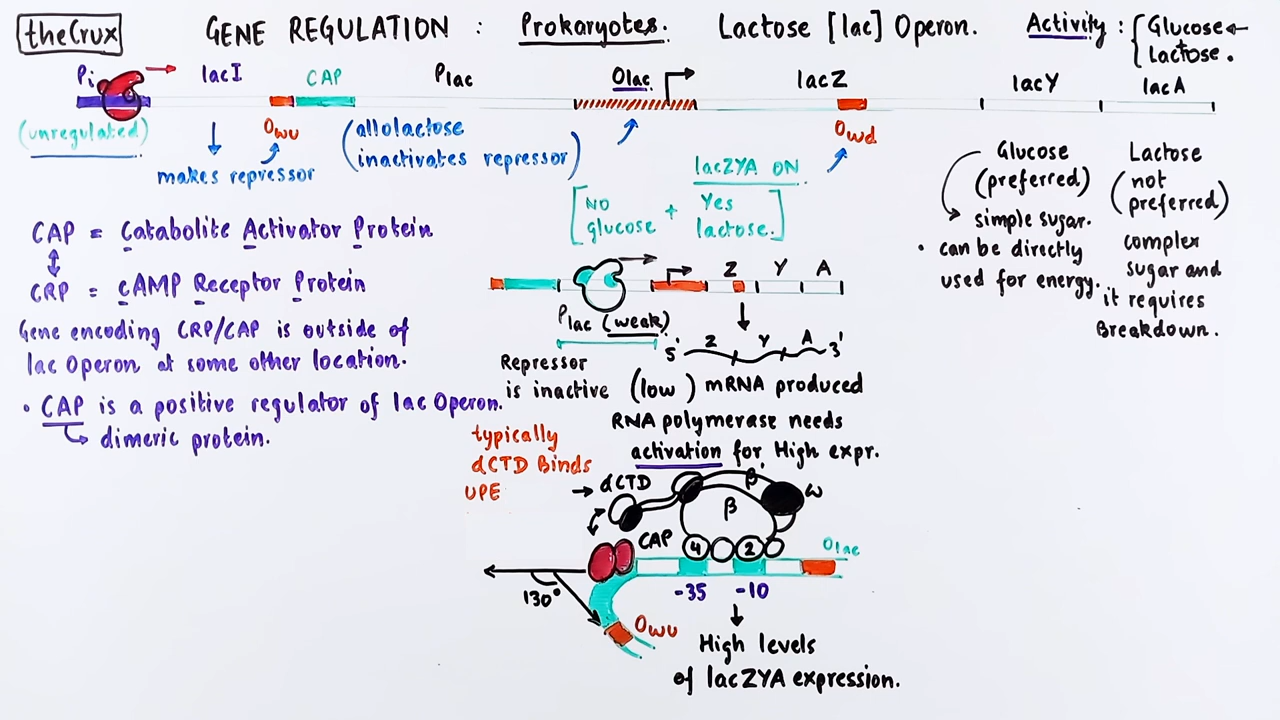 theCrux
GENE REGULATION : Prokaryotes. Lactose [lac] Operon.
Activity : { Glucose ←
+
Lactose .
Pi lacI CAP Plac Olac lacZ lacY lacA
(unregulated)
makes repressor
Owu
(allolactose
inactivates repressor)
Owd
lacZYA ON
[NO glucose + Yes lactose.]
Glucose
(preferred)
simple sugar.
• can be directly
used for energy.
Lactose
(not
preferred)
complex
sugar and
it requires
Breakdown.
CAP = Catabolite Activator Protein
CRP = cAMP Receptor Protein
Gene encoding CRP/CAP is outside of
lac Operon at some other location.
• CAP is a positive regulator of lac Operon.
dimeric protein.
Z Y A
Plac (weak)
5' Z Y A 3'
Repressor
is inactive
(low) mRNA produced
RNA polymerase needs
activation for High expr.
typically
αCTD Binds
UPE
→ αCTD
β'
β
ω
CAP
4 2
Olac
-35 -10
130°
Owu
High levels
of lacZYA expression.